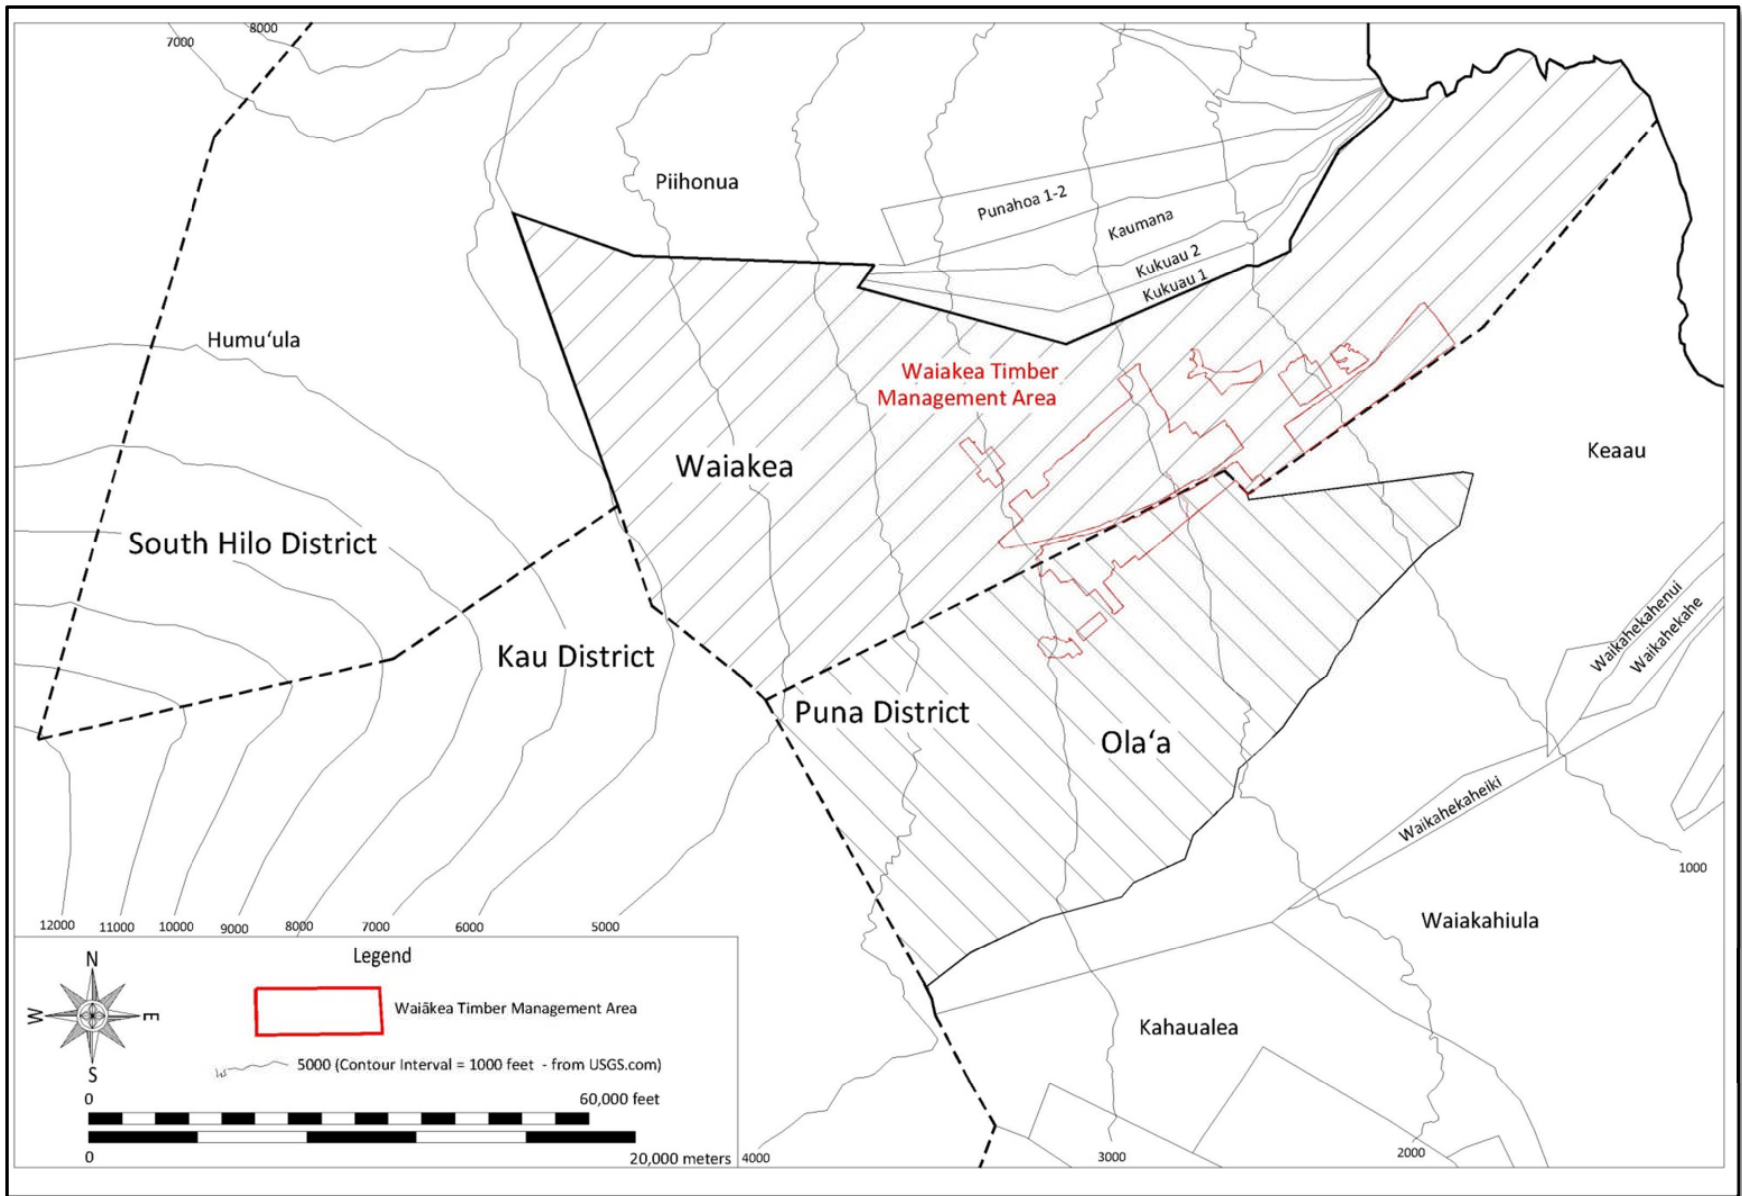 8000
7000
Piihonua
Punahoa 1-2
Kaumana
Kukuau 2
Kukuau 1
Humu‘ula
Waiakea Timber
Management Area
Waiakea
Keaau
South Hilo District
Kau District
Waikahekahenui
Waikahekahe
Puna District
Ola‘a
Waikahekaheiki
1000
Waiakahiula
12000
11000
10000
9000
8000
7000
6000
5000
Legend
N
W
E
S
Waiākea Timber Management Area
5000 (Contour Interval = 1000 feet - from USGS.com)
0
60,000 feet
0
20,000 meters
Kahaualea
4000
3000
2000